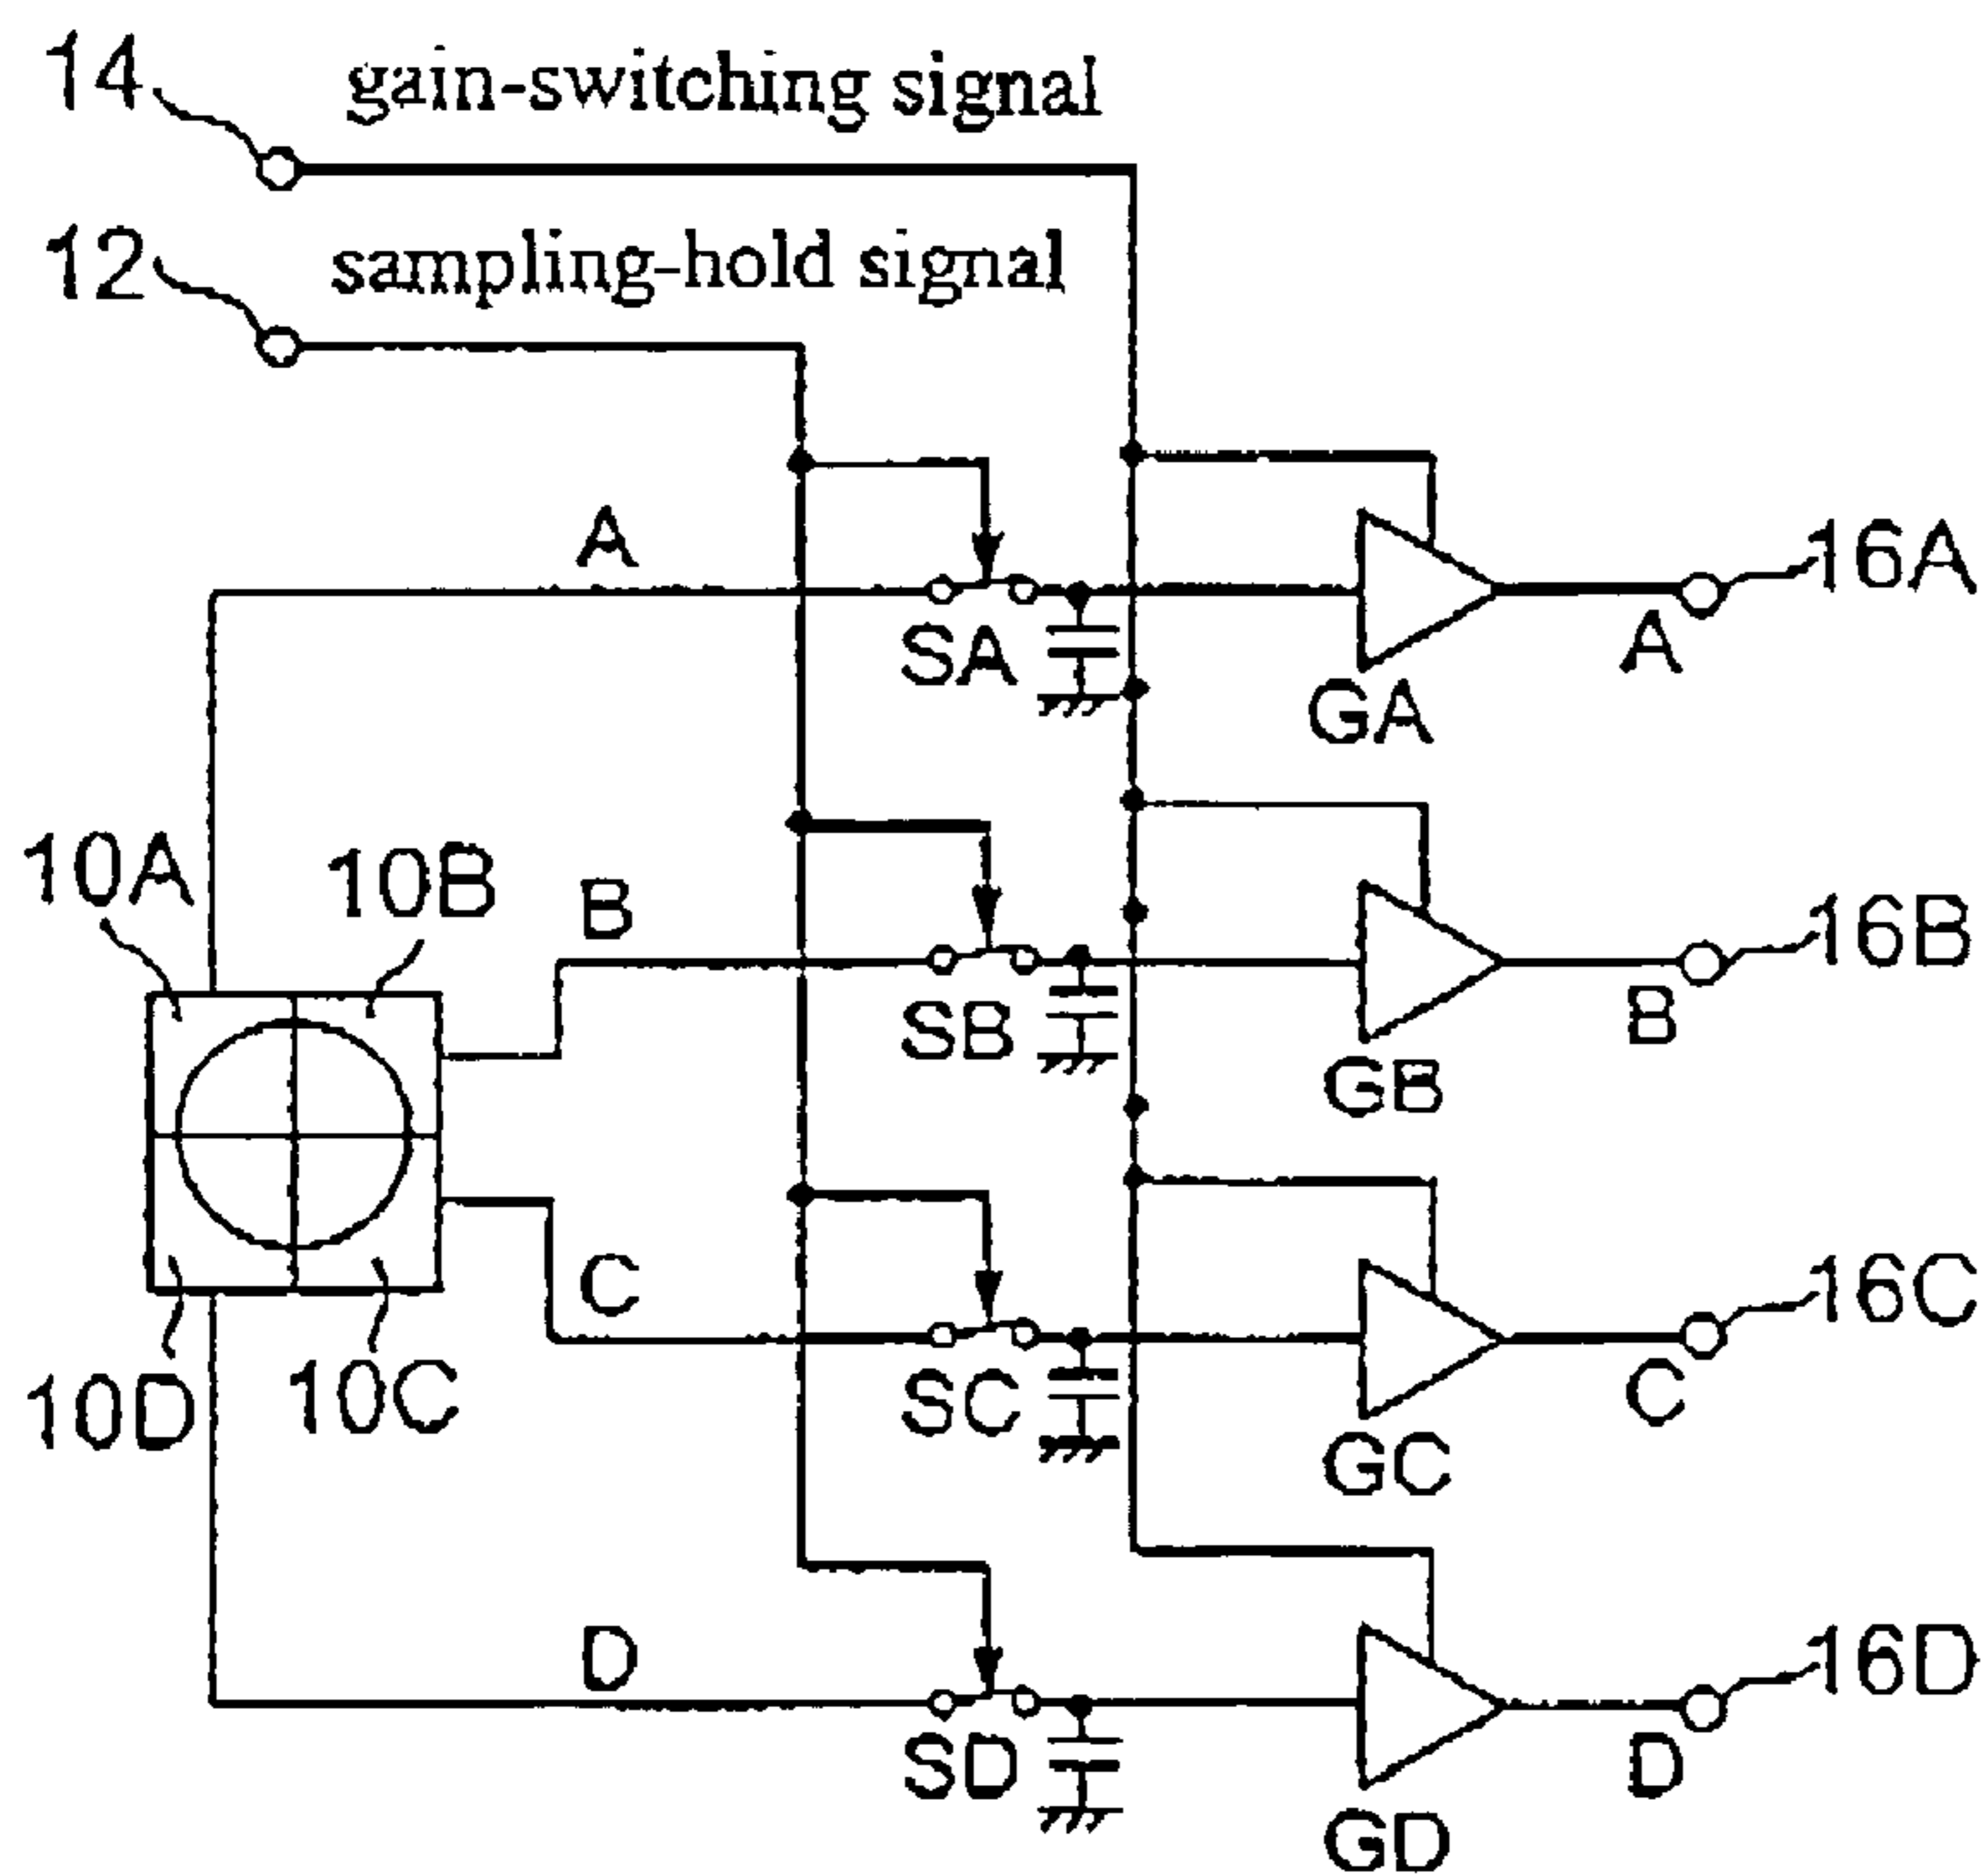 14 gain-switching signal
12 sampling-hold signal
A
16A
SA
A
GA
10A
10B
B
16B
SB
B
GB
C
16C
10D
10C
SC
C
GC
D
16D
SD
D
GD